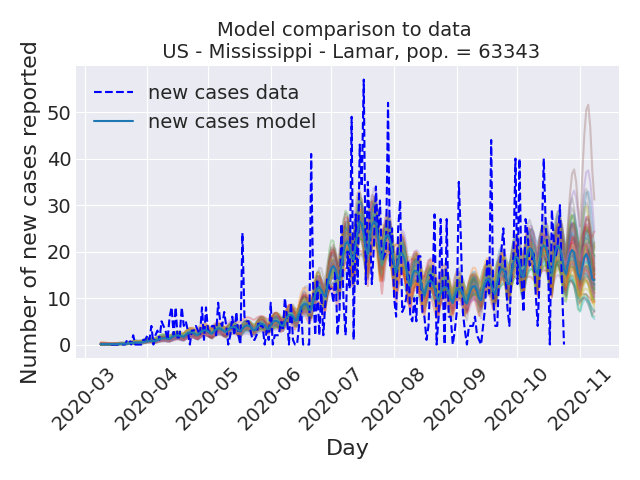 Model comparison to data
US - Mississippi - Lamar, pop. = 63343
Number of new cases reported
50
40
30
20
10
0
new cases data
new cases model
2020-03
2020-04
2020-05
2020-06
2020-07
2020-08
2020-09
2020-10
2020-11
Day